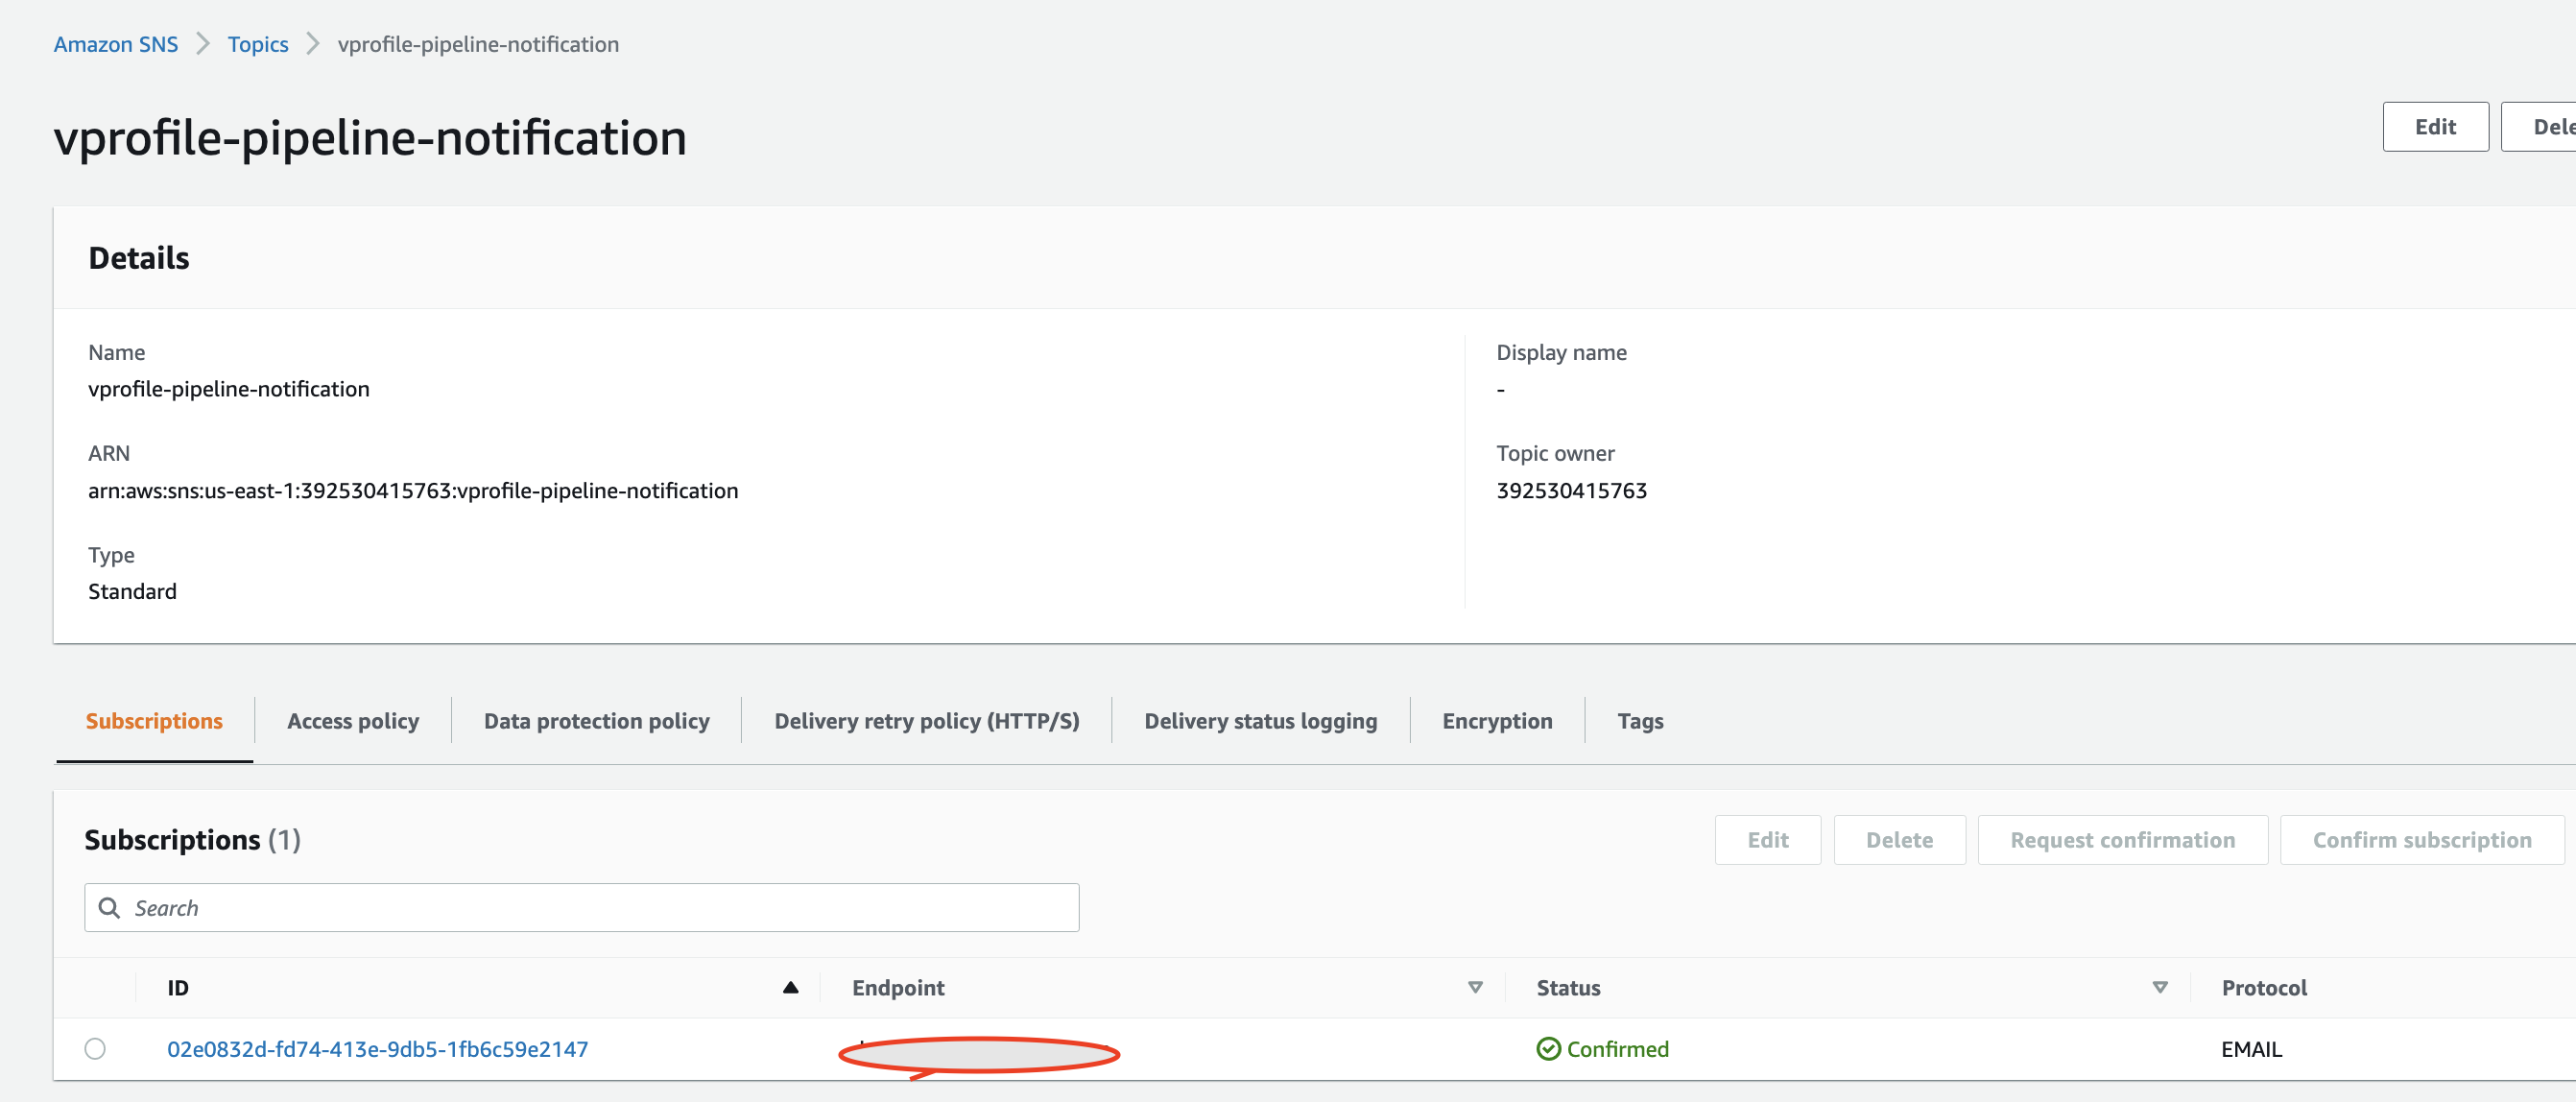 Amazon SNS > Topics > vprofile-pipeline-notification
vprofile-pipeline-notification
Edit
Details
Name
Display name
vprofile-pipeline-notification
-
ARN
Topic owner
arn:aws:sns:us-east-1:392530415763:vprofile-pipeline-notification
392530415763
Type
Standard
Subscriptions Access policy Data protection policy Delivery retry policy (HTTP/S) Delivery status logging Encryption Tags
Subscriptions (1)
Edit Delete Request confirmation Confirm subscription
Search
ID Endpoint Status Protocol
02e0832d-fd74-413e-9db5-1fb6c59e2147 Confirmed EMAIL